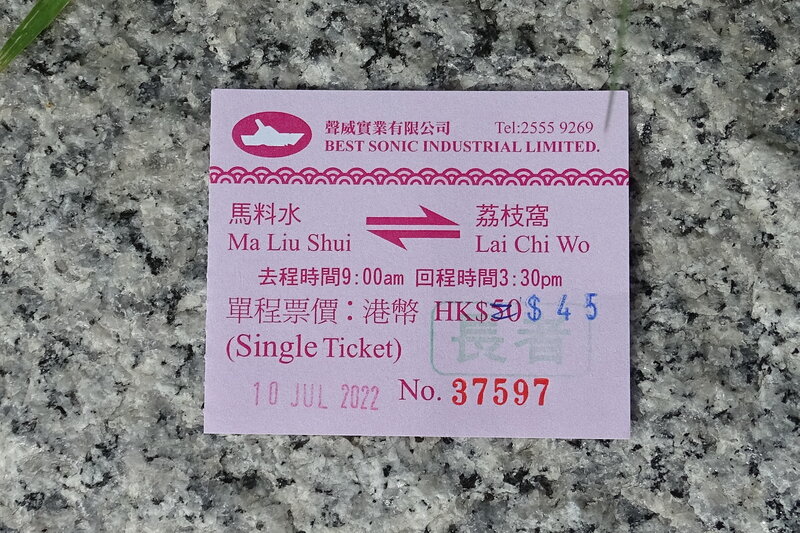 聲威實業有限公司 Tel:2555 9269
BEST SONIC INDUSTRIAL LIMITED.
馬料水 荔枝窩
Ma Liu Shui Lai Chi Wo
去程時間9:00am 回程時間3:30pm
單程票價：港幣 HK$50 $45
長者
(Single Ticket)
10 JUL 2022 No. 37597